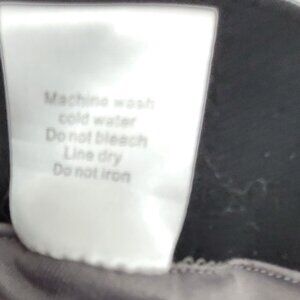 Machine wash
cold water
Do not bleach
Line dry
Do not iron